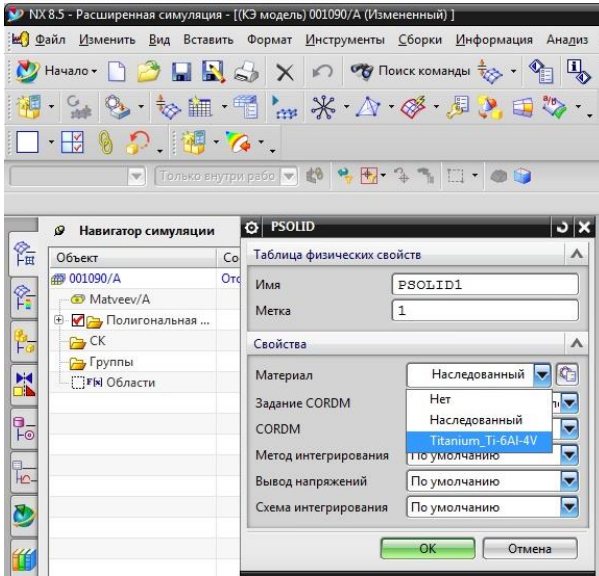 NX 8.5 - Расширенная симуляция - [(КЭ модель) 001090/A (Измененный) ]
Файл Изменить Вид Вставить Формат Инструменты Сборки Информация Анализ
Начало Поиск команды
Только внутри рабо
Навигатор симуляции
Объект Со
001090/A Отс
Matveev/A
Полигональная ...
СК
Группы
F[x] Области
PSOLID
Таблица физических свойств
Имя PSOLID1
Метка 1
Свойства
Материал Наследованный
Нет
Задание CORDM
Наследованный
CORDM
Titanium_Ti-6Al-4V
Метод интегрирования По умолчанию
Вывод напряжений По умолчанию
Схема интегрирования По умолчанию
OK Отмена